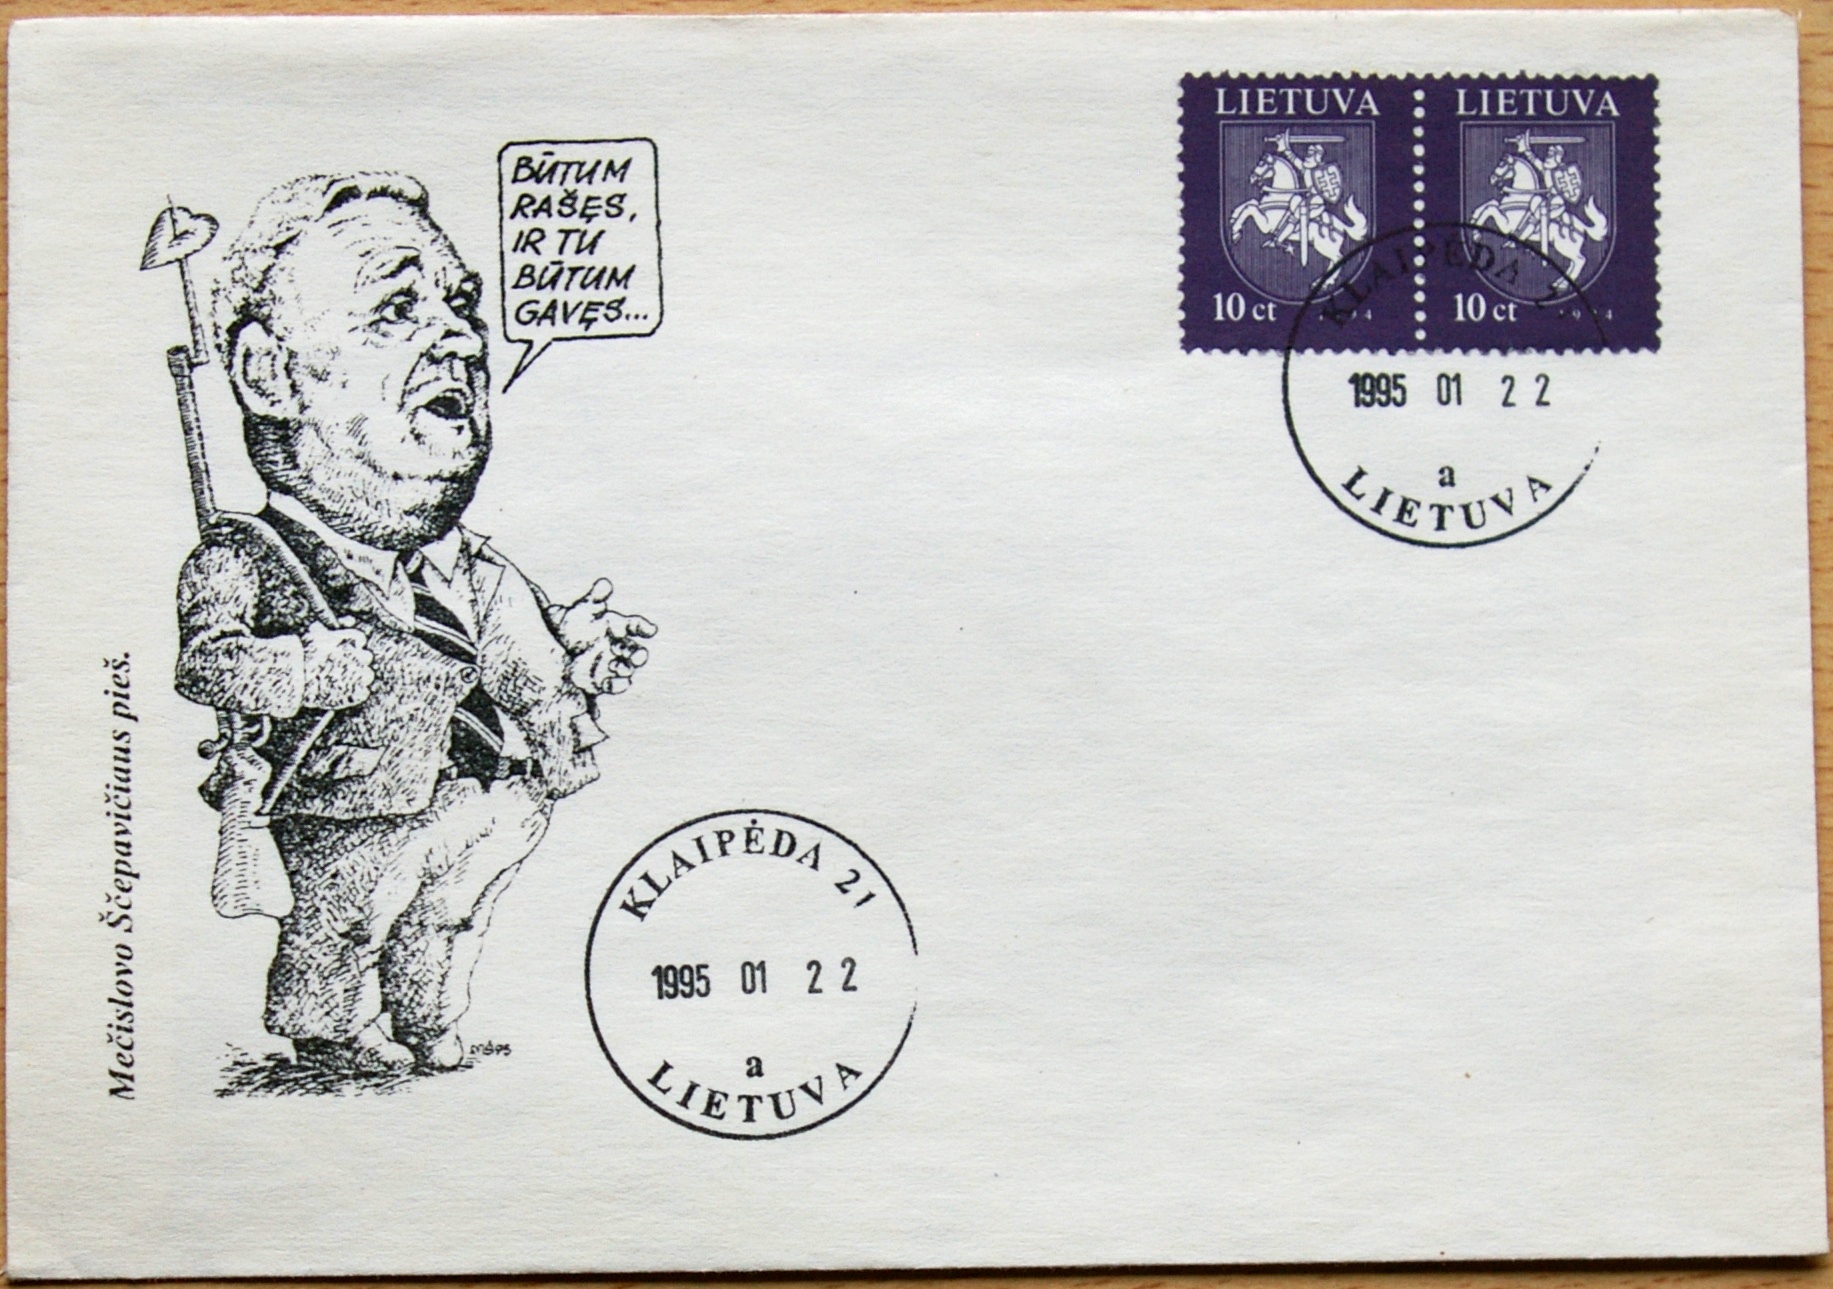 BŪTUM
RAŠĘS,
IR TU
BŪTUM
GAVĘS...
LIETUVA
10 ct
LIETUVA
10 ct
KLAIPĖDA
1995 01 22
a
LIETUVA
Mečislovo Ščepavičiaus pieš.
KLAIPĖDA 21
1995 01 22
a
LIETUVA